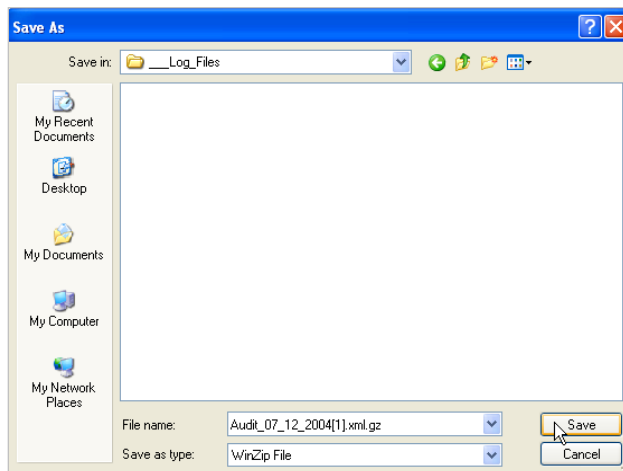 Save As
Save in: ___Log_Files
My Recent
Documents
Desktop
My Documents
My Computer
My Network
Places
File name: Audit_07_12_2004[1].xml.gz Save
Save as type: WinZip File Cancel